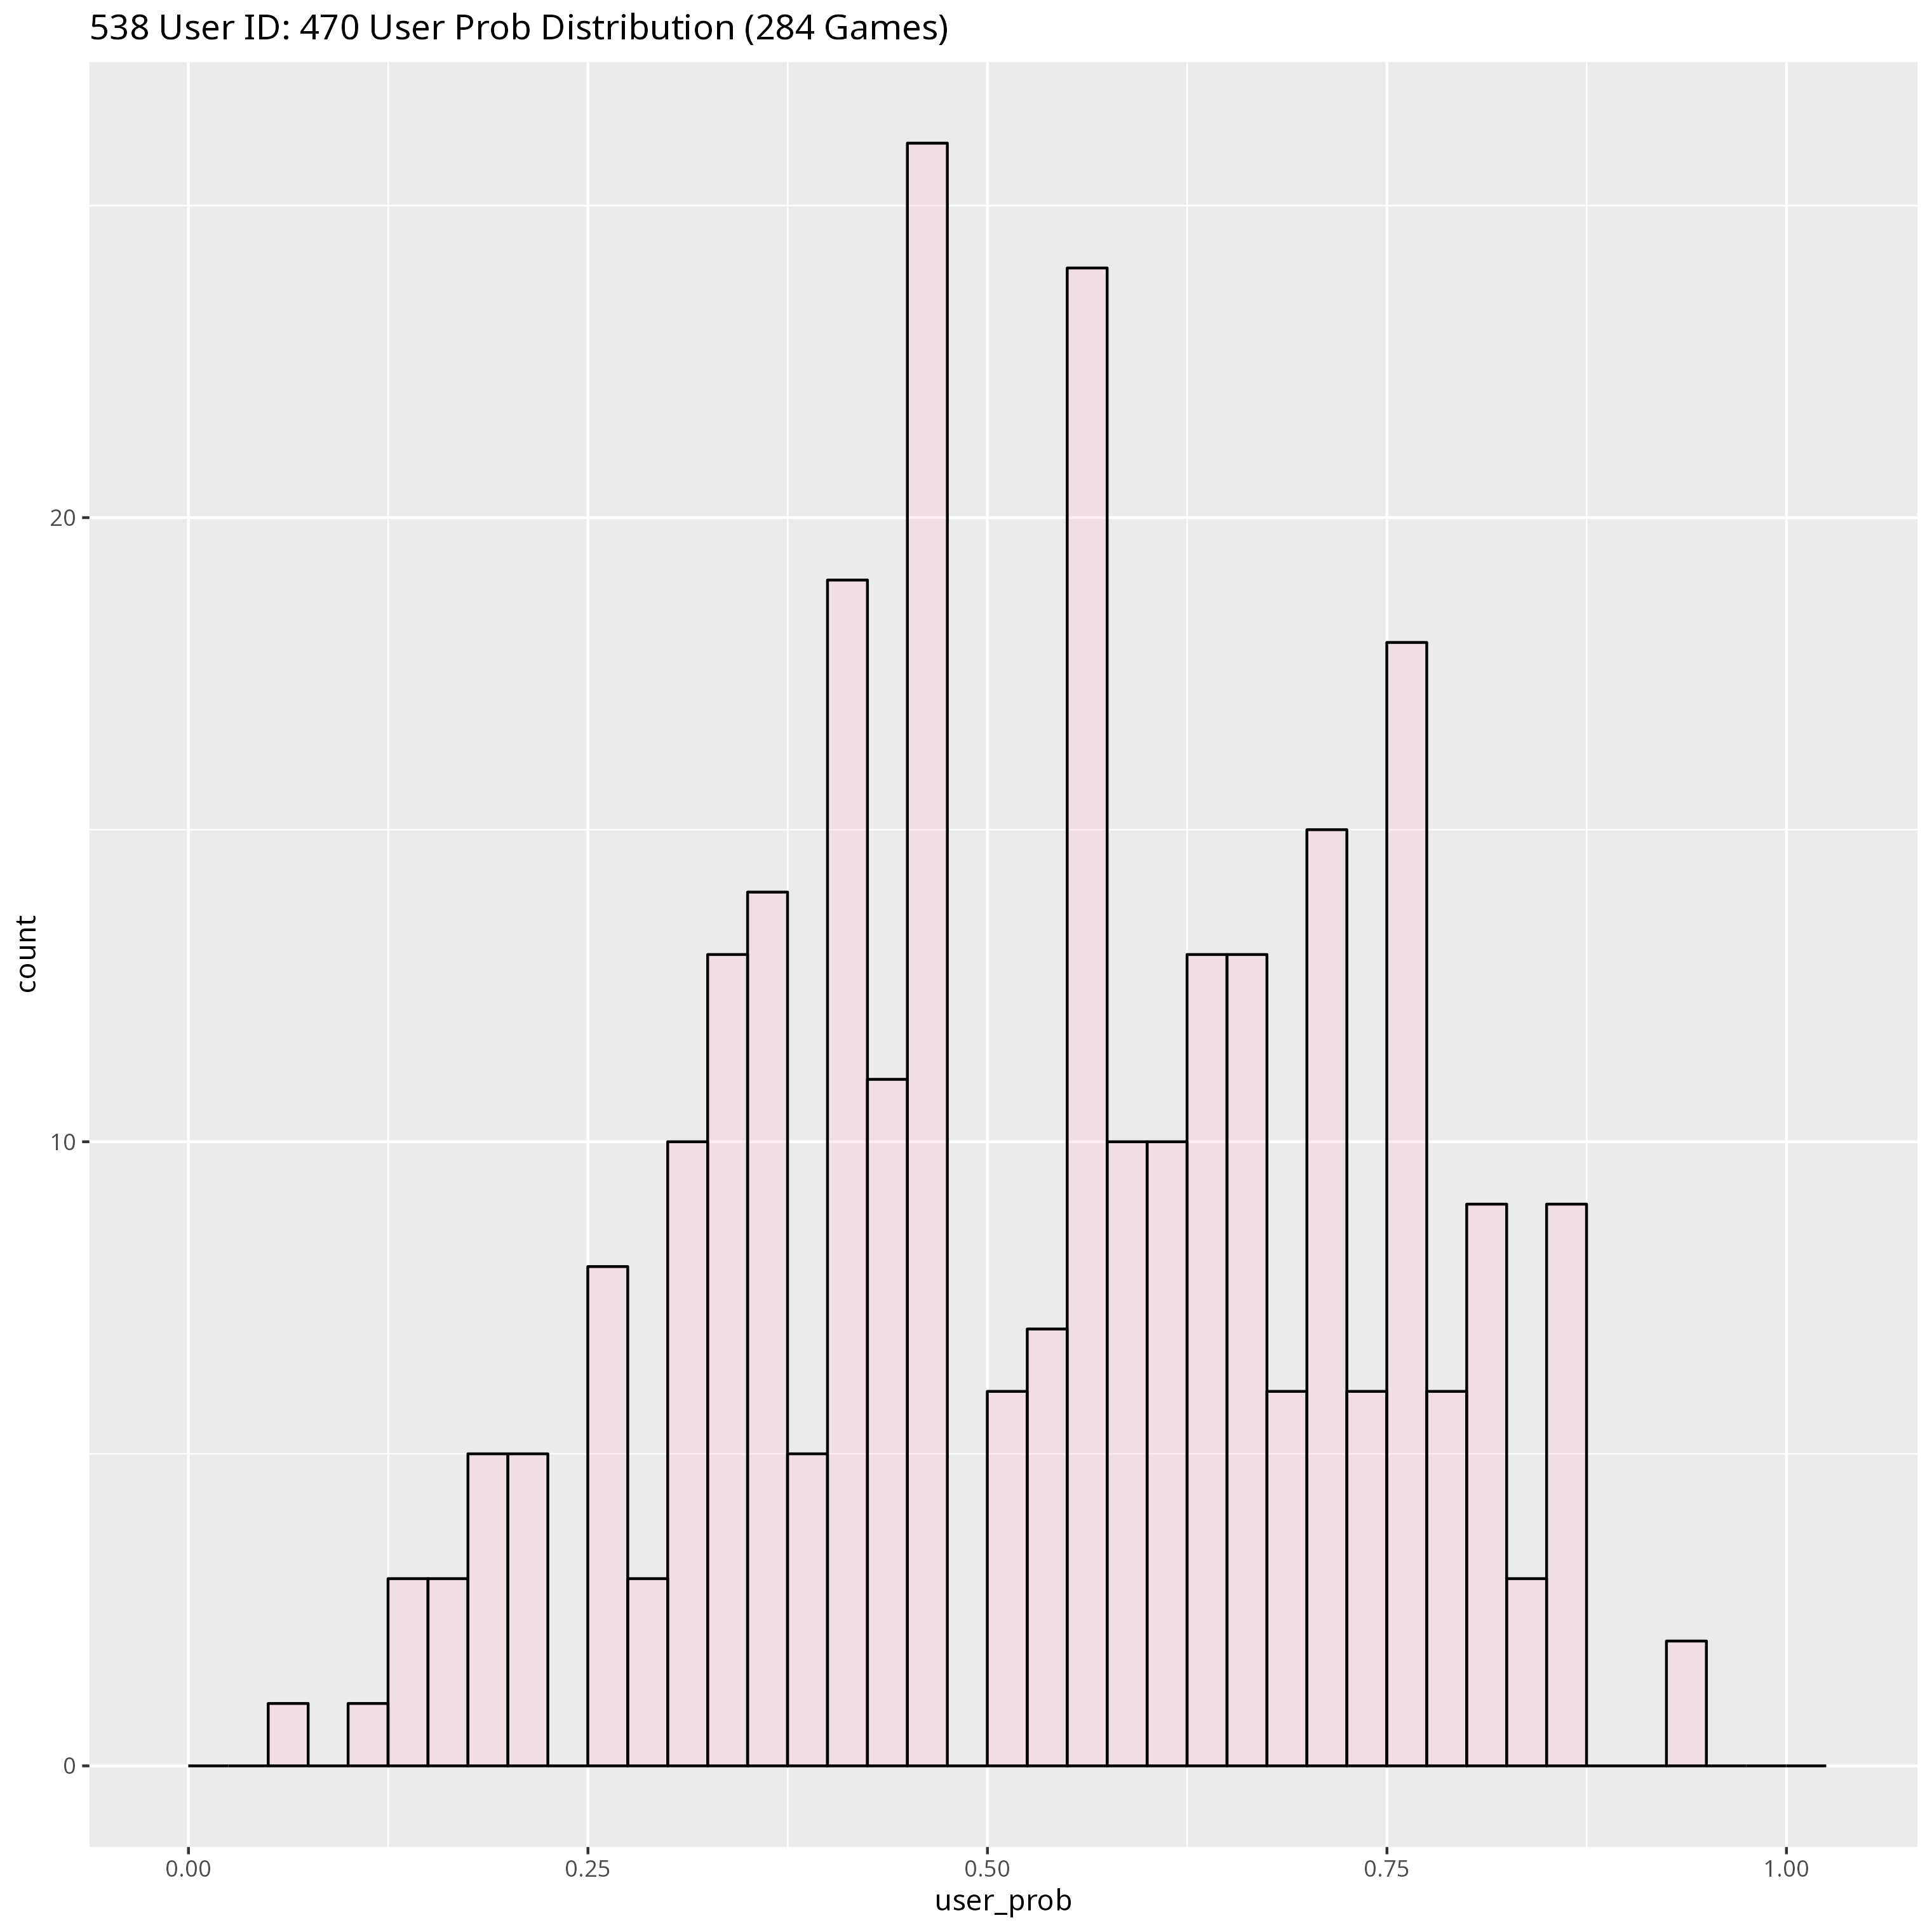 538 User ID: 470 User Prob Distribution (284 Games)
count
20
10
0
0.00 0.25 0.50 0.75 1.00
user_prob